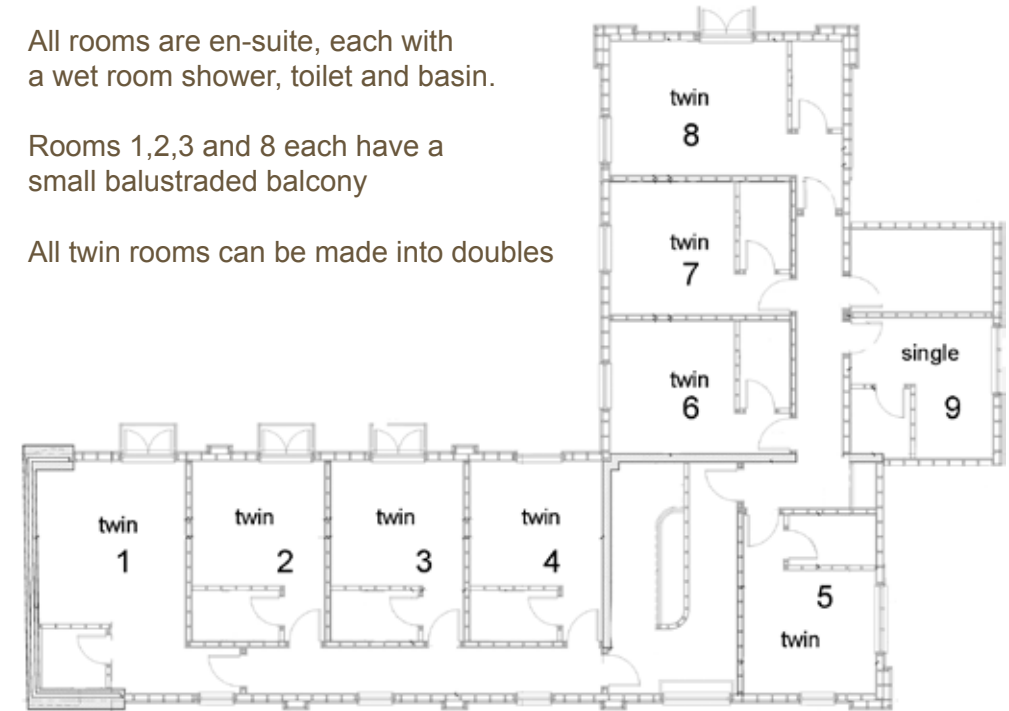 All rooms are en-suite, each with
a wet room shower, toilet and basin.
Rooms 1,2,3 and 8 each have a
small balustraded balcony
All twin rooms can be made into doubles
twin
8
twin
7
twin
6
single
9
twin
1
twin
2
twin
3
twin
4
5
twin